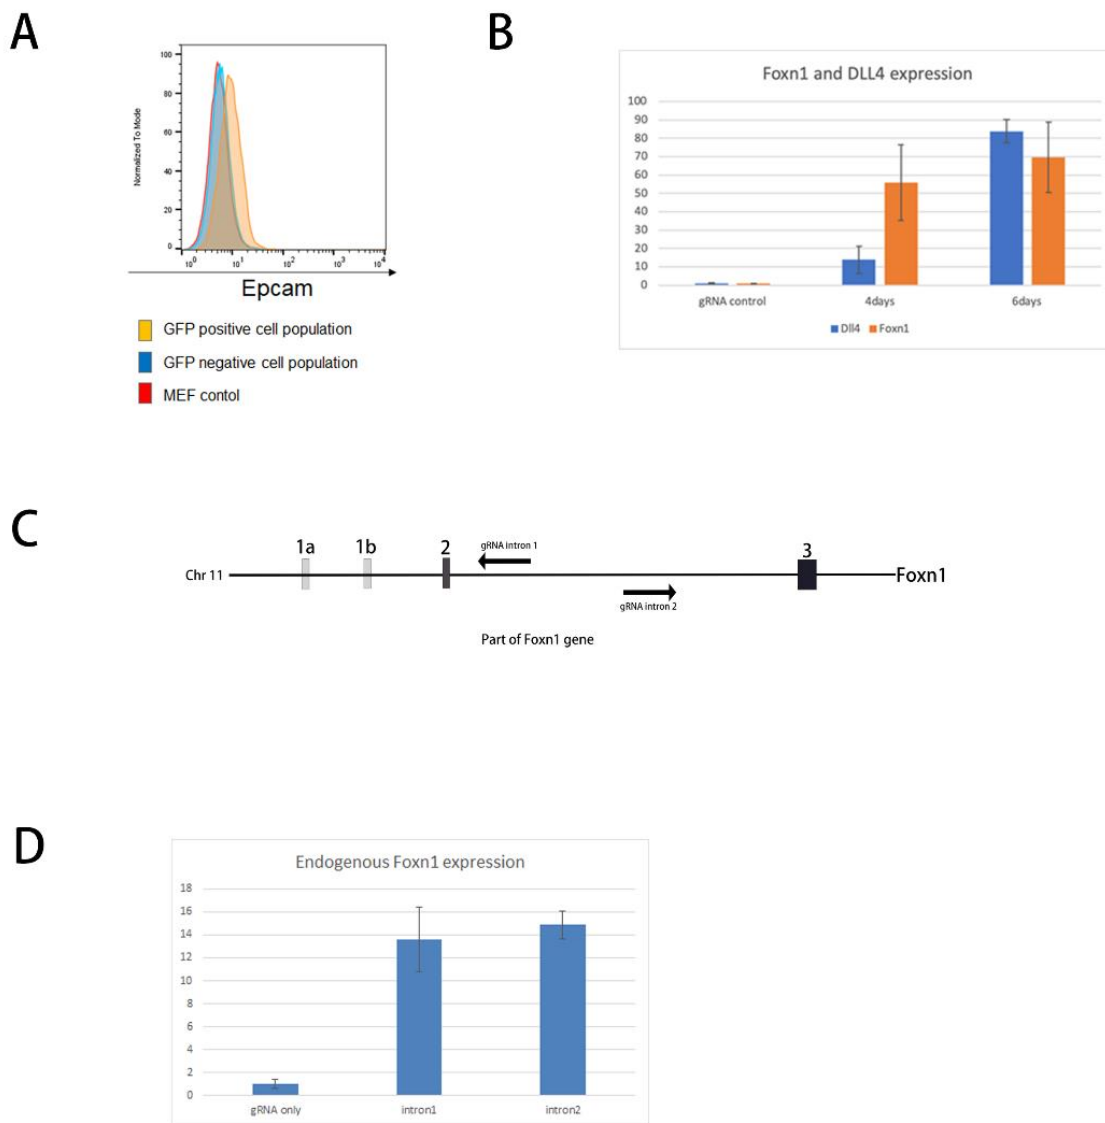 A
Normalized To Mode
100
80
60
40
20
0
10^0
10^1
10^2
10^3
10^4
Epcam
GFP positive cell population
GFP negative cell population
MEF contol
B
Foxn1 and DLL4 expression
100
90
80
70
60
50
40
30
20
10
0
gRNA control 4days 6days
Dll4 Foxn1
C
1a 1b 2 gRNA intron 1 3
Chr 11 Foxn1
gRNA intron 2
Part of Foxn1 gene
D
Endogenous Foxn1 expression
18
16
14
12
10
8
6
4
2
0
gRNA only intron1 intron2